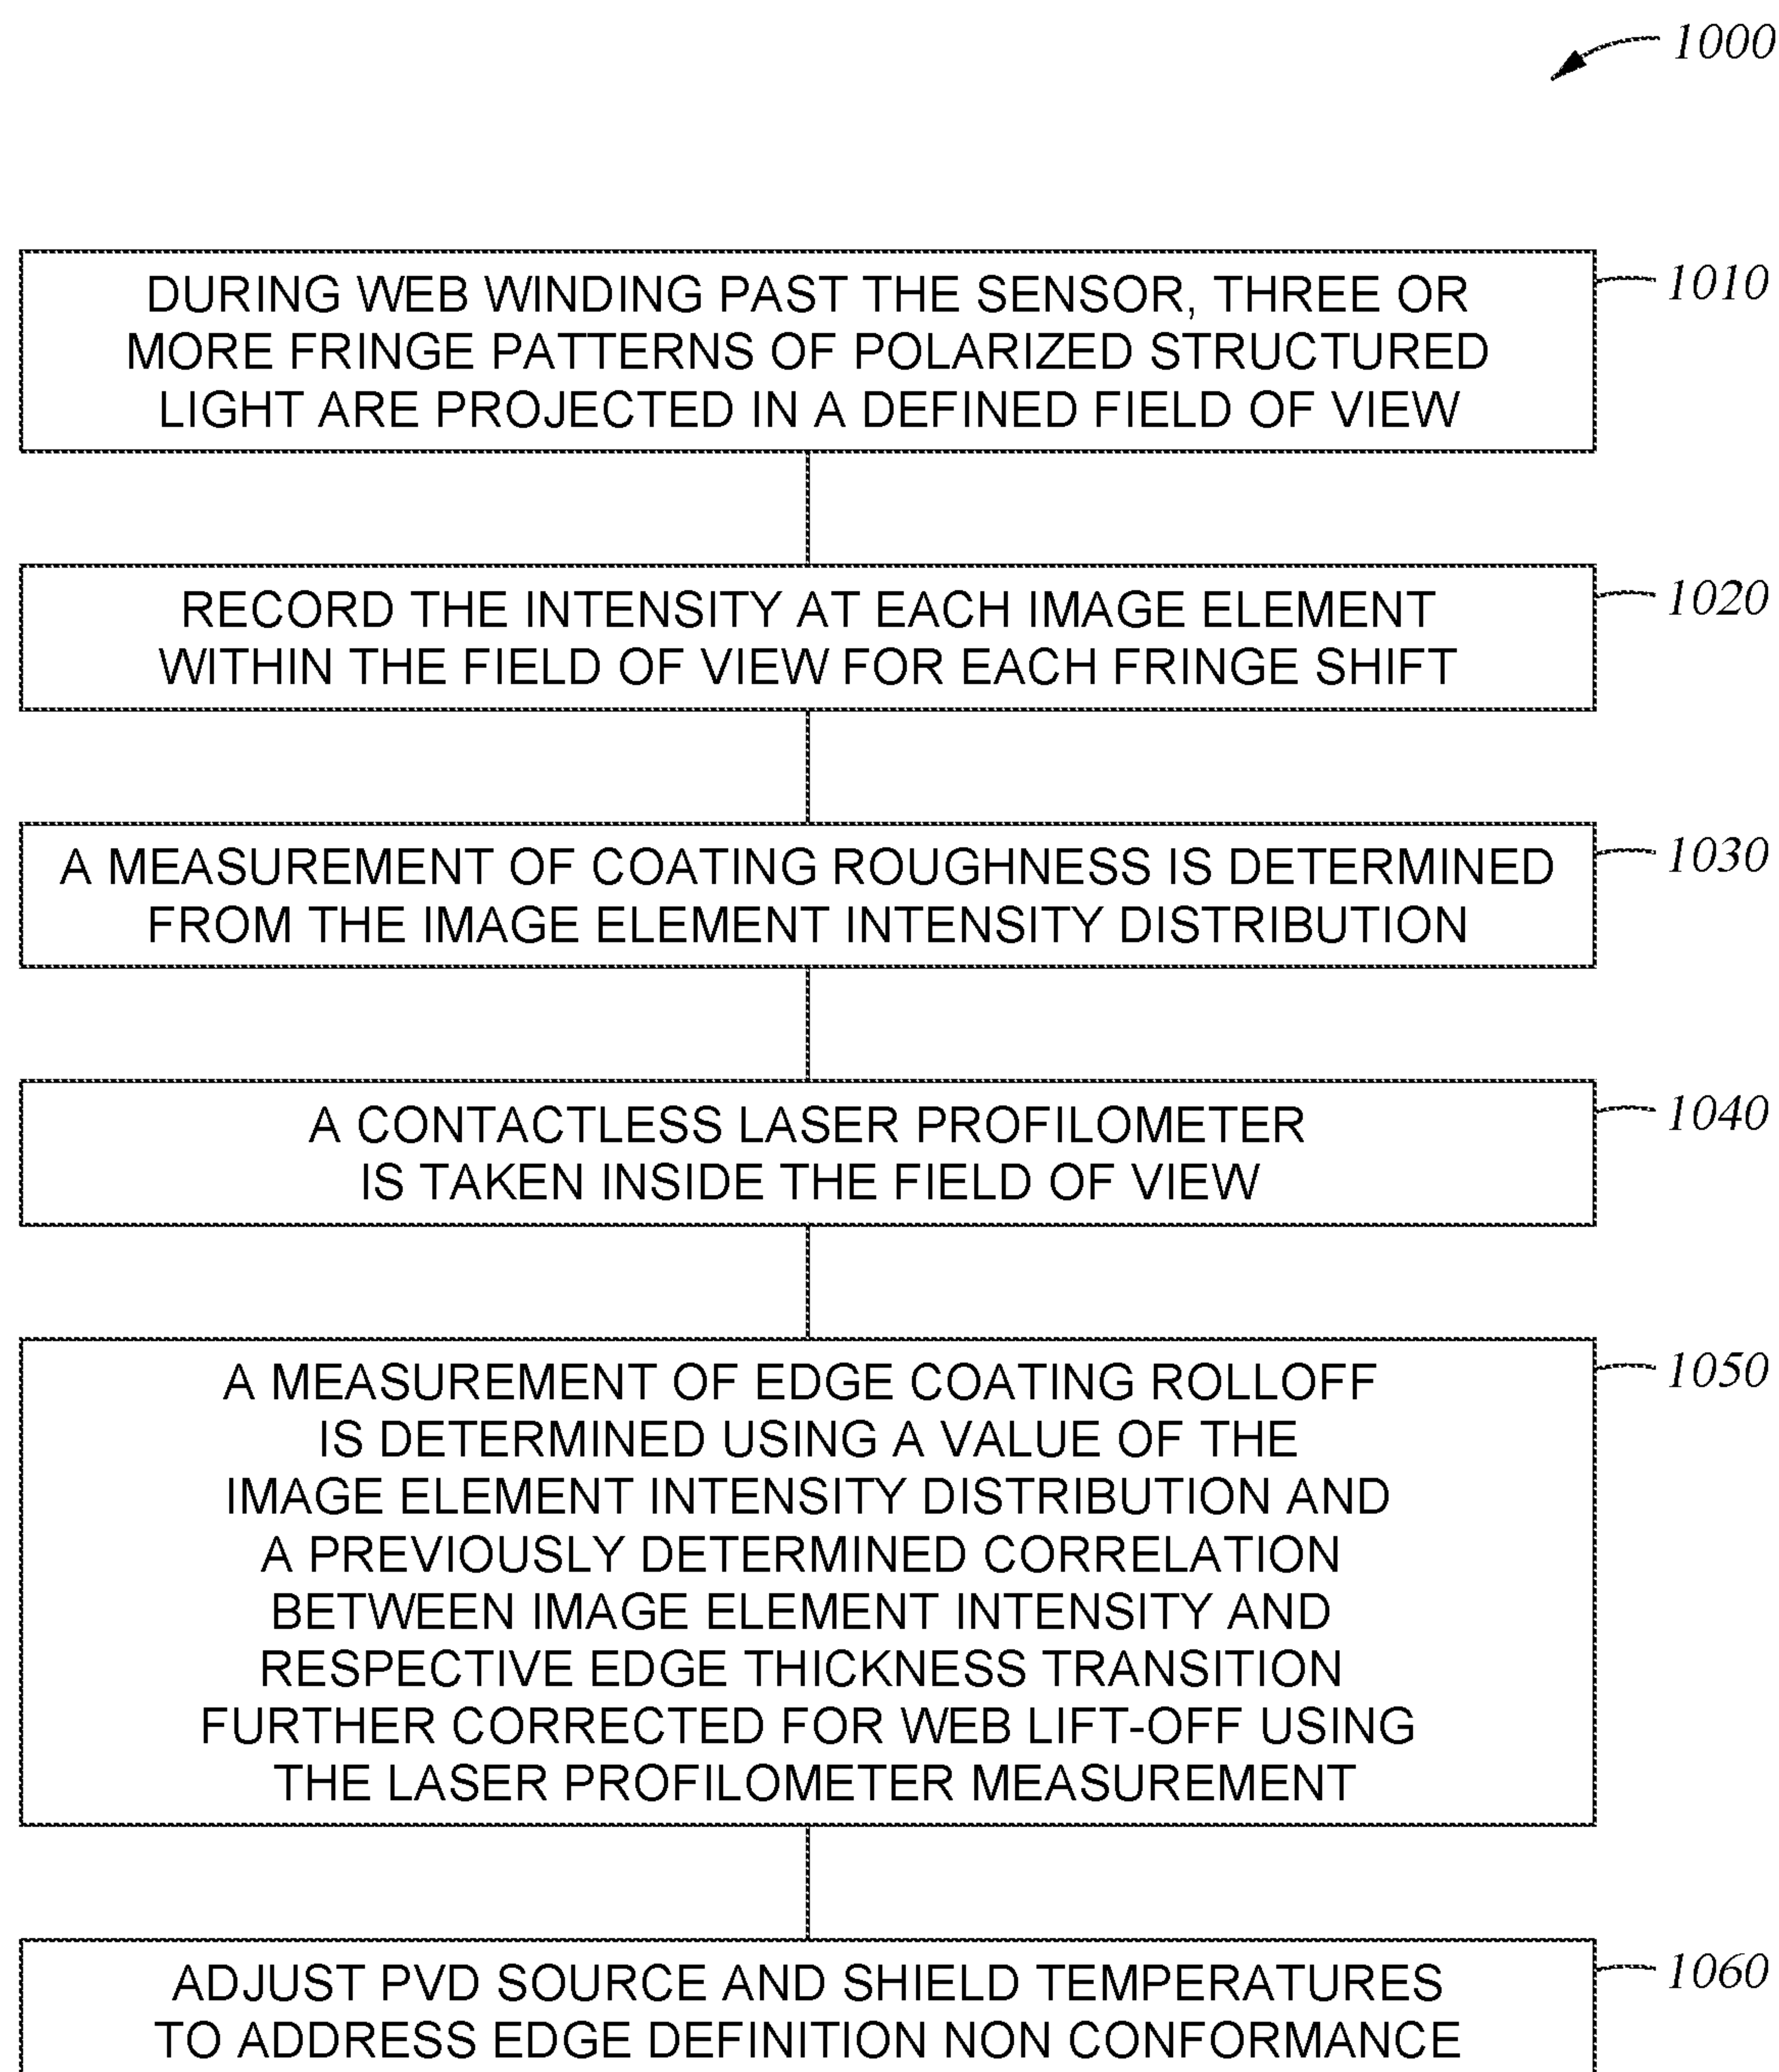 1000
DURING WEB WINDING PAST THE SENSOR, THREE OR
MORE FRINGE PATTERNS OF POLARIZED STRUCTURED
LIGHT ARE PROJECTED IN A DEFINED FIELD OF VIEW
1010
RECORD THE INTENSITY AT EACH IMAGE ELEMENT
WITHIN THE FIELD OF VIEW FOR EACH FRINGE SHIFT
1020
A MEASUREMENT OF COATING ROUGHNESS IS DETERMINED
FROM THE IMAGE ELEMENT INTENSITY DISTRIBUTION
1030
A CONTACTLESS LASER PROFILOMETER
IS TAKEN INSIDE THE FIELD OF VIEW
1040
A MEASUREMENT OF EDGE COATING ROLLOFF
IS DETERMINED USING A VALUE OF THE
IMAGE ELEMENT INTENSITY DISTRIBUTION AND
A PREVIOUSLY DETERMINED CORRELATION
BETWEEN IMAGE ELEMENT INTENSITY AND
RESPECTIVE EDGE THICKNESS TRANSITION
FURTHER CORRECTED FOR WEB LIFT-OFF USING
THE LASER PROFILOMETER MEASUREMENT
1050
ADJUST PVD SOURCE AND SHIELD TEMPERATURES
TO ADDRESS EDGE DEFINITION NON CONFORMANCE
1060